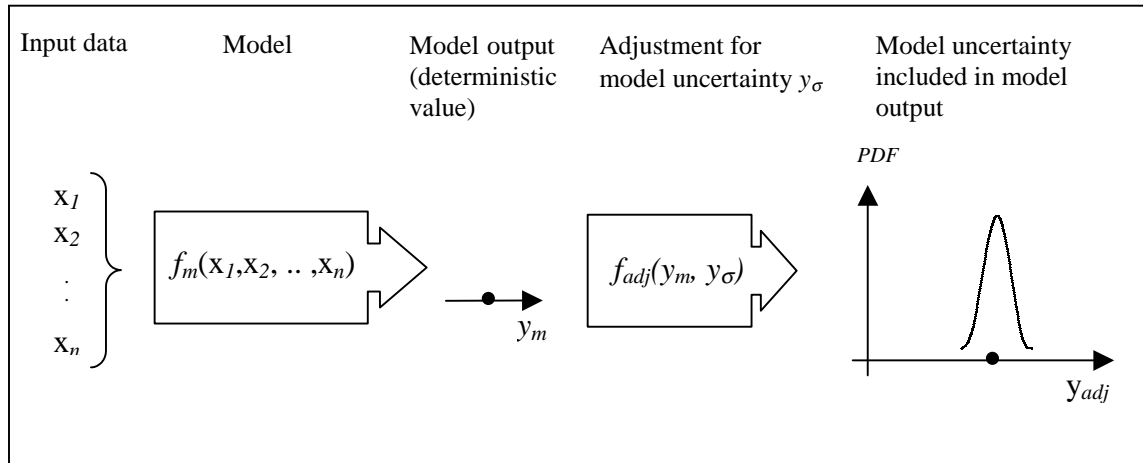 Input data
Model
Model output
(deterministic
value)
Adjustment for
model uncertainty yσ
Model uncertainty
included in model
output
x1
x2
:
xn
fm(x1,x2, .. ,xn)
ym
fadj(ym, yσ)
PDF
yadj